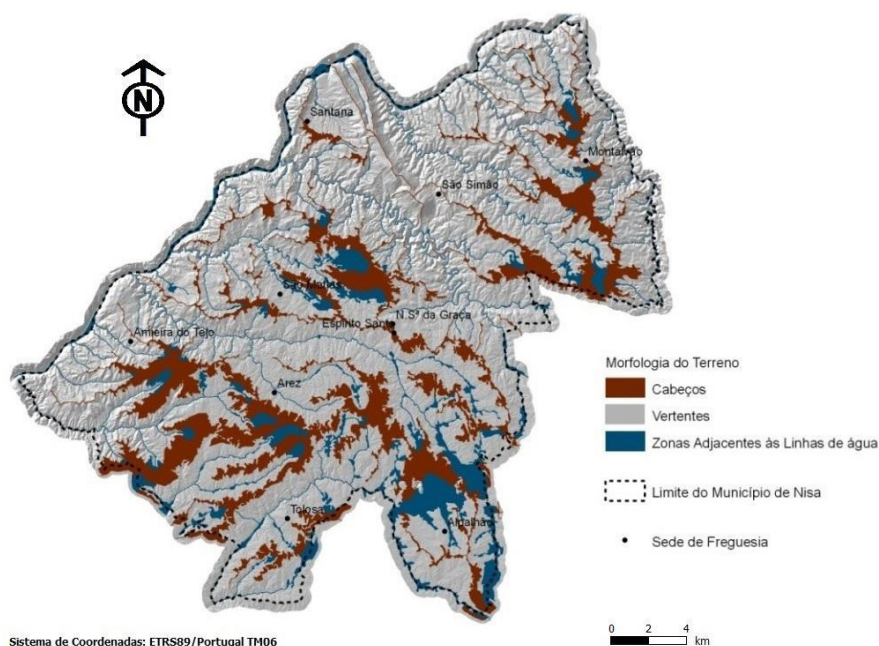 N
Santana
Montalvão
São Simão
São Matias
N Sª da Graça
Espírito Santo
Amieira do Tejo
Arez
Tolosa
Alpalhão
Morfologia do Terreno
Cabeços
Vertentes
Zonas Adjacentes às Linhas de água
Limite do Município de Nisa
Sede de Freguesia
0 2 4
km
Sistema de Coordenadas: ETRS89/Portugal TM06